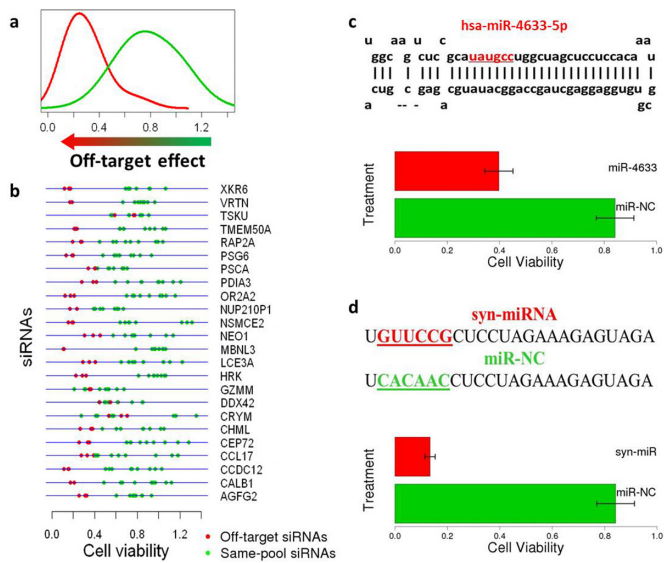 a
0.0 0.4 0.8 1.2
Off-target effect
b
siRNAs
XKR6
VRTN
TSKU
TMEM50A
RAP2A
PSG6
PSCA
PDIA3
OR2A2
NUP210P1
NSMCE2
NEO1
MBNL3
LCE3A
HRK
GZMM
DDX42
CRYM
CHML
CEP72
CCL17
CCDC12
CALB1
AGFG2
0 0.2 0.4 0.6 0.8 1.2
Cell viability
Off-target siRNAs
Same-pool siRNAs
c
hsa-miR-4633-5p
u aa u c aa
ggc g cuc gcauaugccuggcuagcuccuccaca u
cug c gag cguauacggaccgaucgaggaggugu g
a -- - a gc
Treatment
miR-4633
miR-NC
0.0 0.2 0.4 0.6 0.8 1.0
Cell Viability
d
syn-miRNA
UGUUCCGCUCCUAGAAAGAGUAGA
miR-NC
UCACAACCUCCUAGAAAGAGUAGA
Treatment
syn-miR
miR-NC
0.0 0.2 0.4 0.6 0.8 1.0
Cell Viability